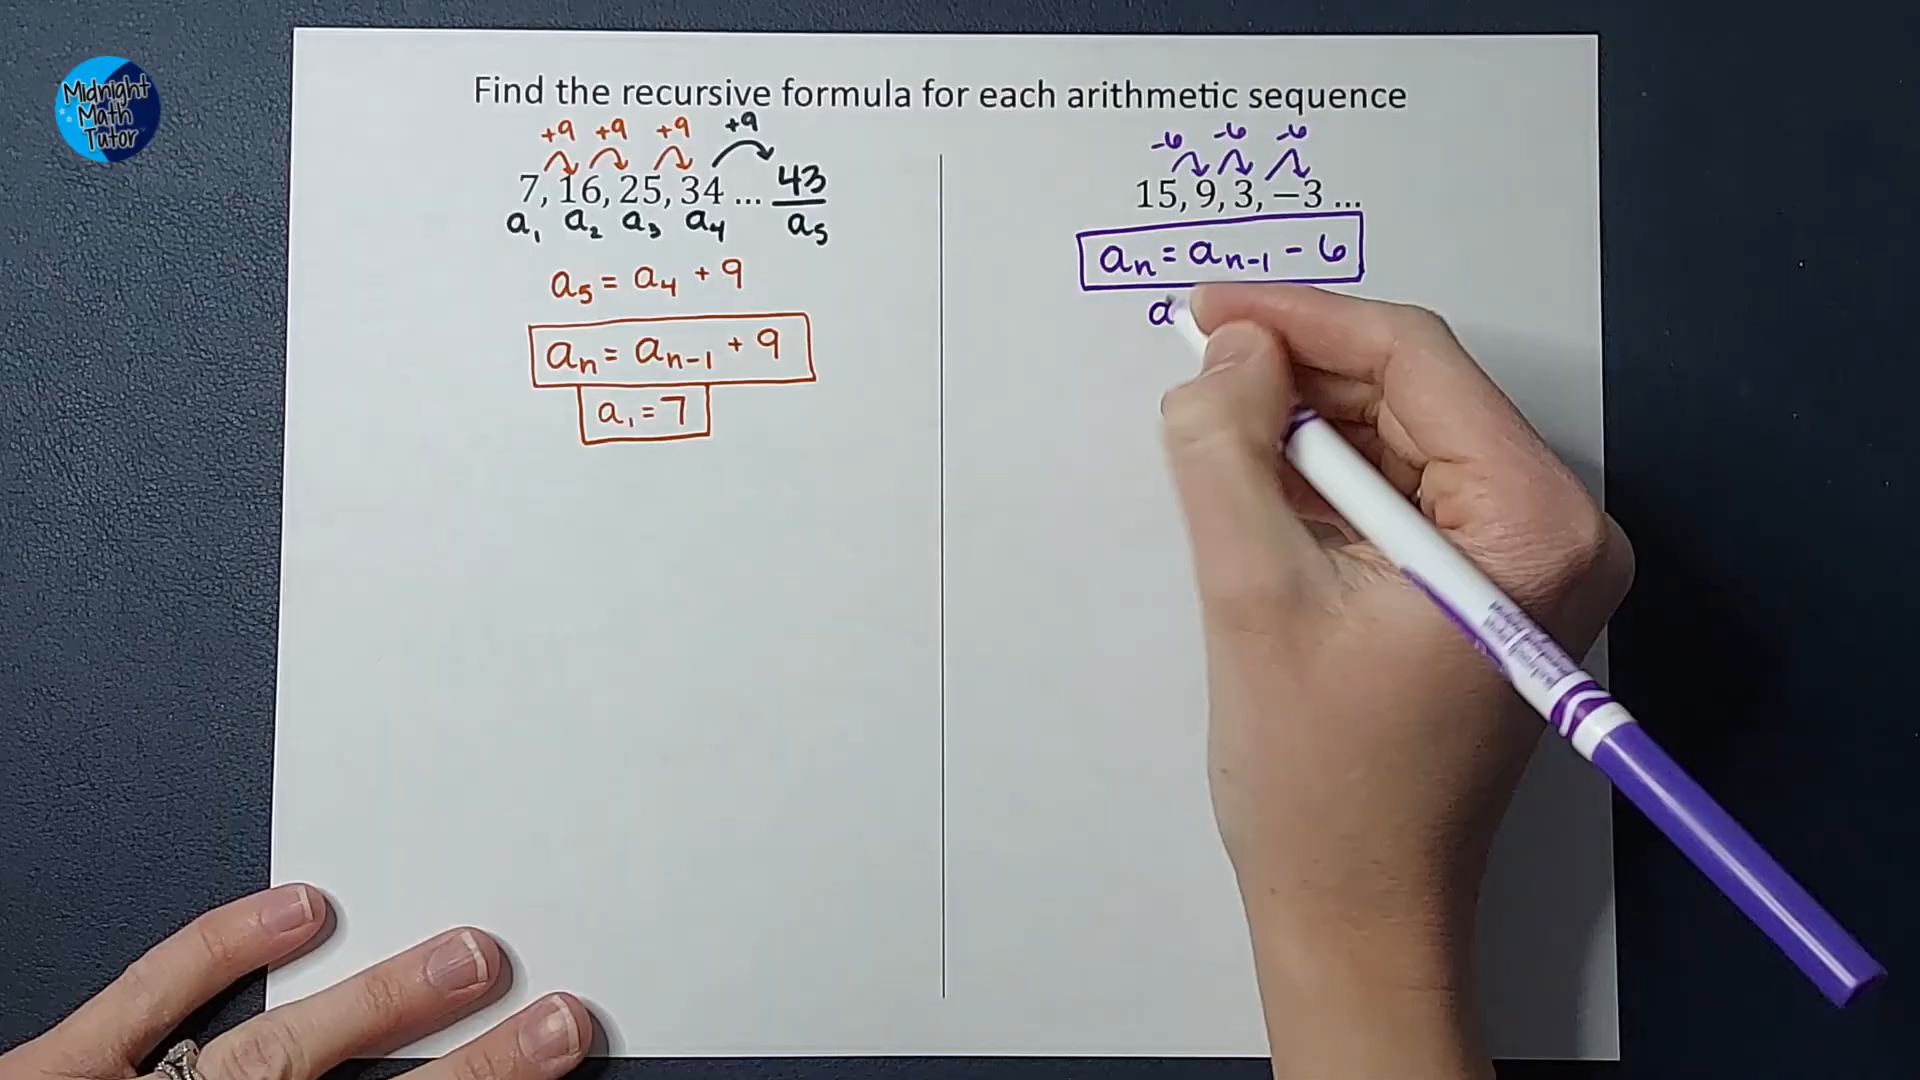 Midnight
Math
Tutor
Find the recursive formula for each arithmetic sequence
+9 +9 +9 +9
7, 16, 25, 34 ... 43
a₁ a₂ a₃ a₄ a₅
a₅ = a₄ + 9
aₙ = aₙ₋₁ + 9
a₁ = 7
-6 -6 -6
15, 9, 3, −3 ...
aₙ = aₙ₋₁ - 6
a